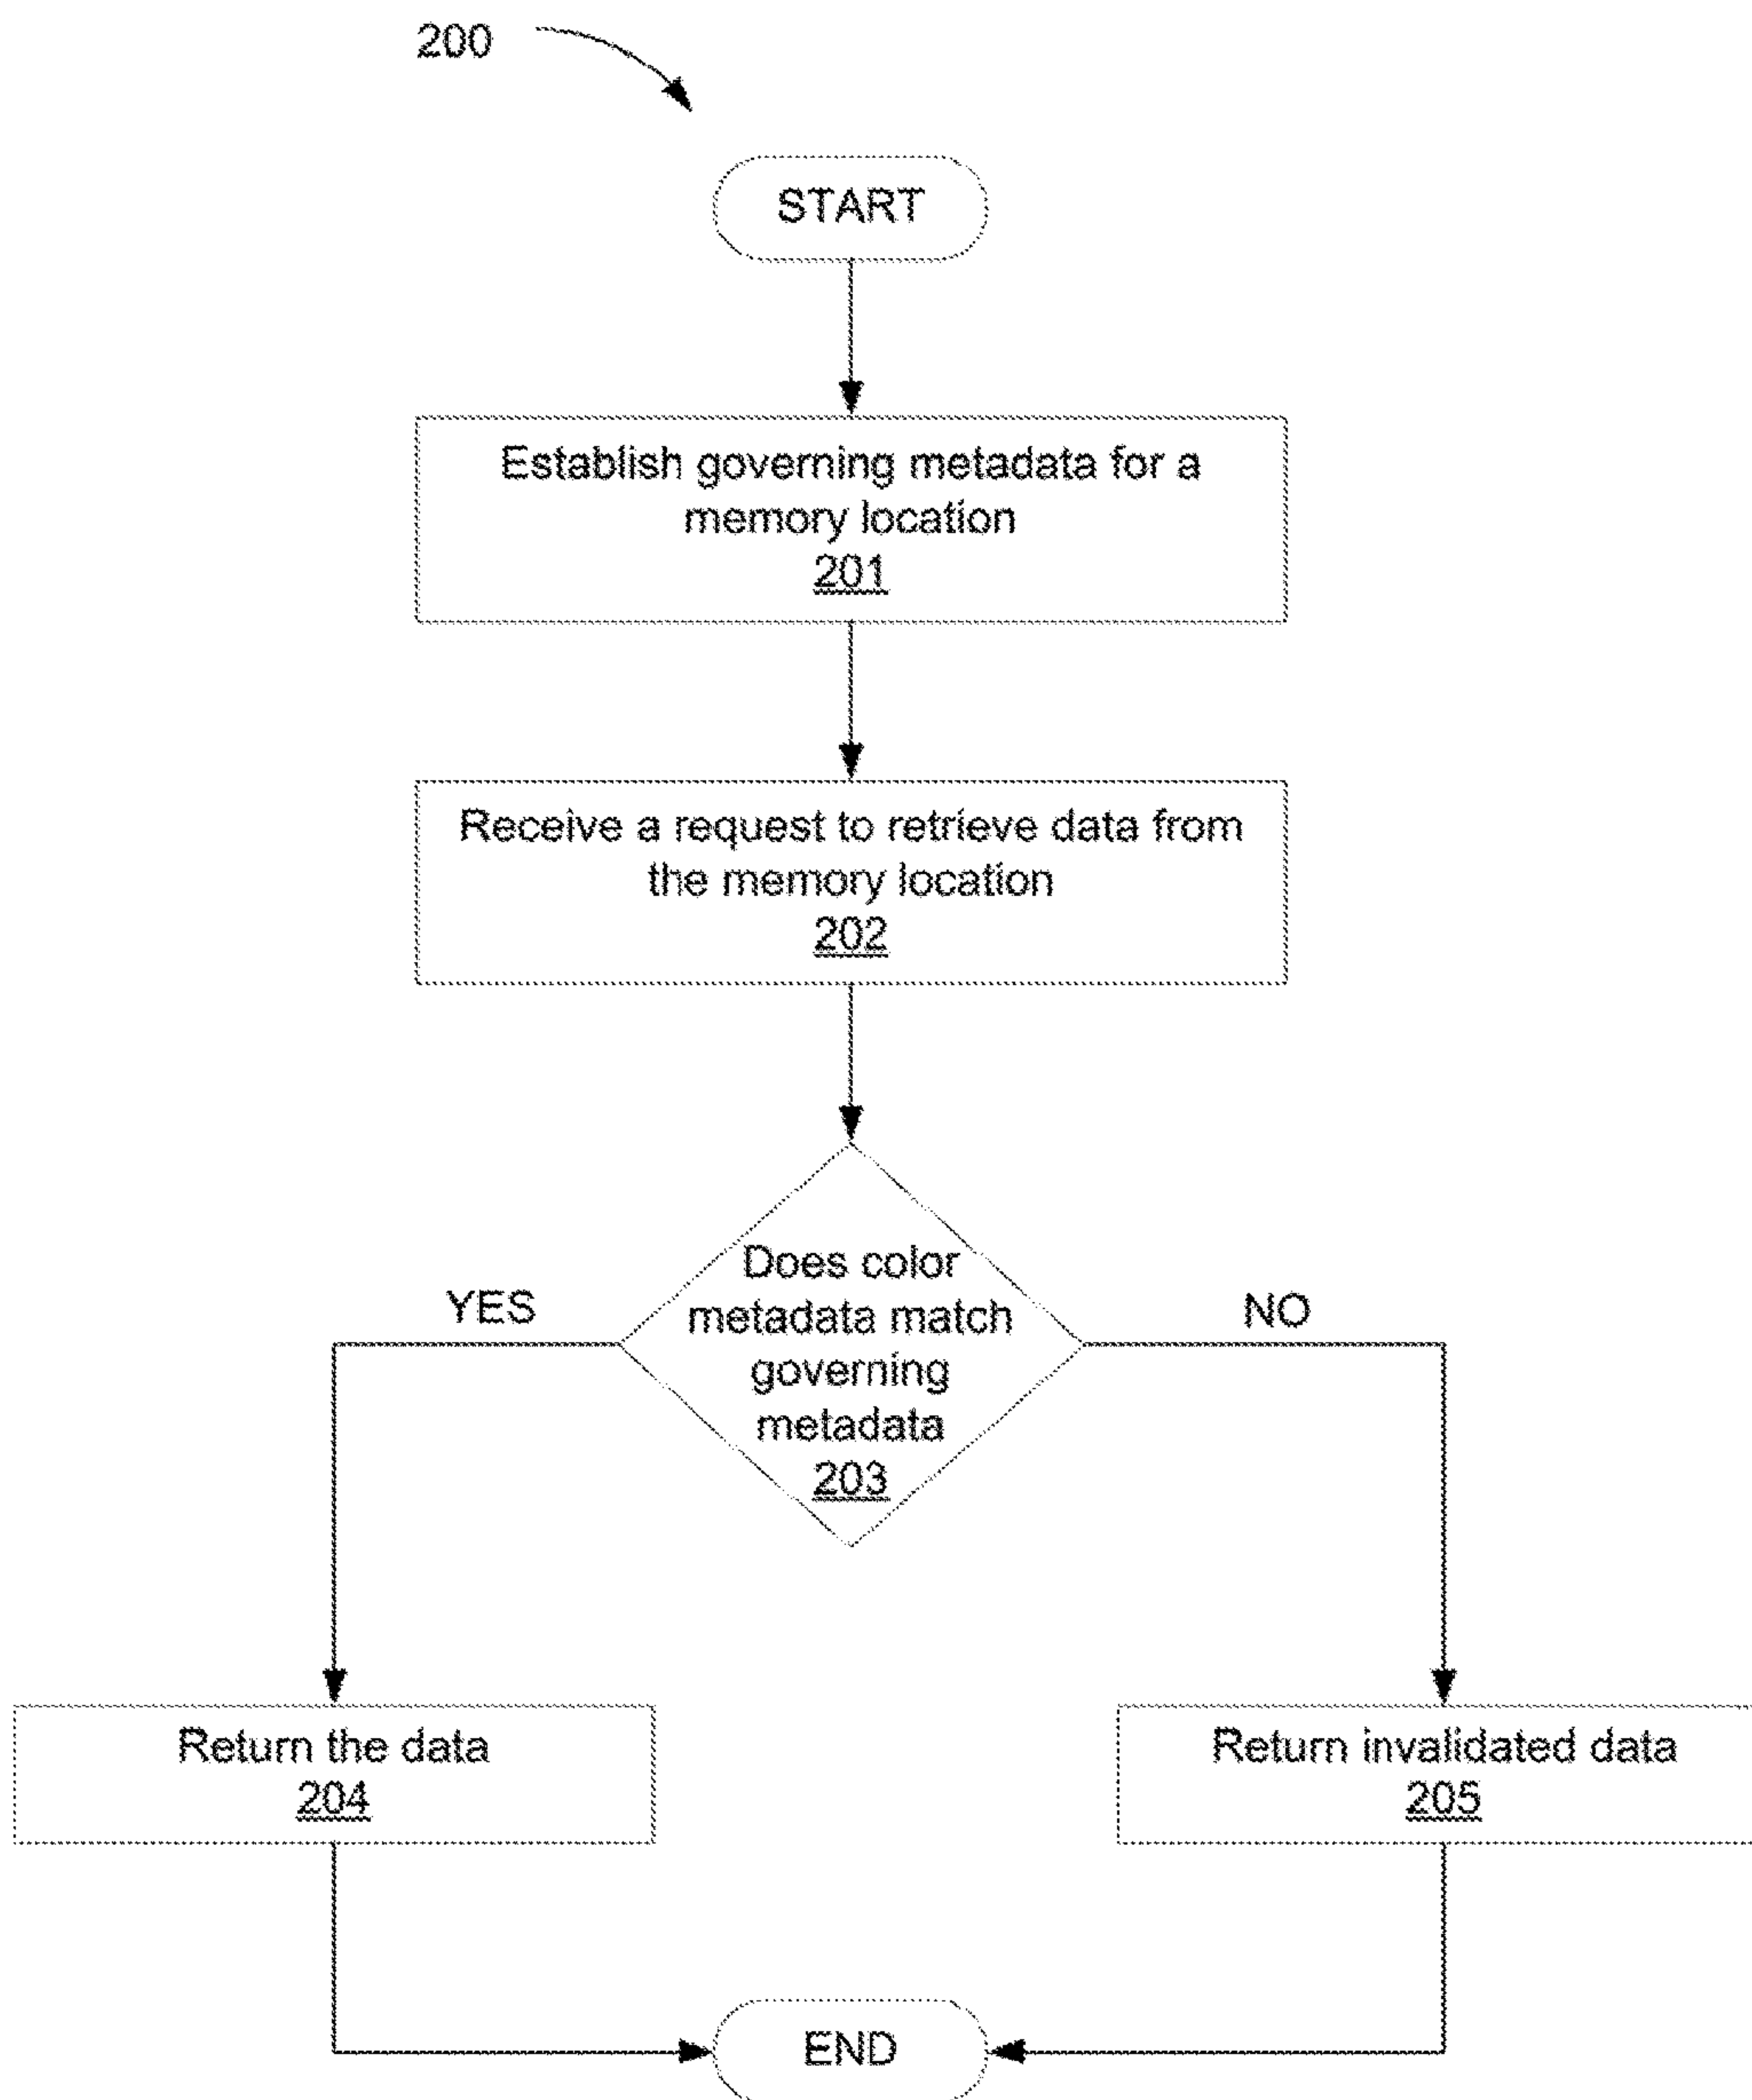 200
START
Establish governing metadata for a
memory location
201
Receive a request to retrieve data from
the memory location
202
Does color
metadata match
governing
metadata
203
YES
NO
Return the data
204
Return invalidated data
205
END